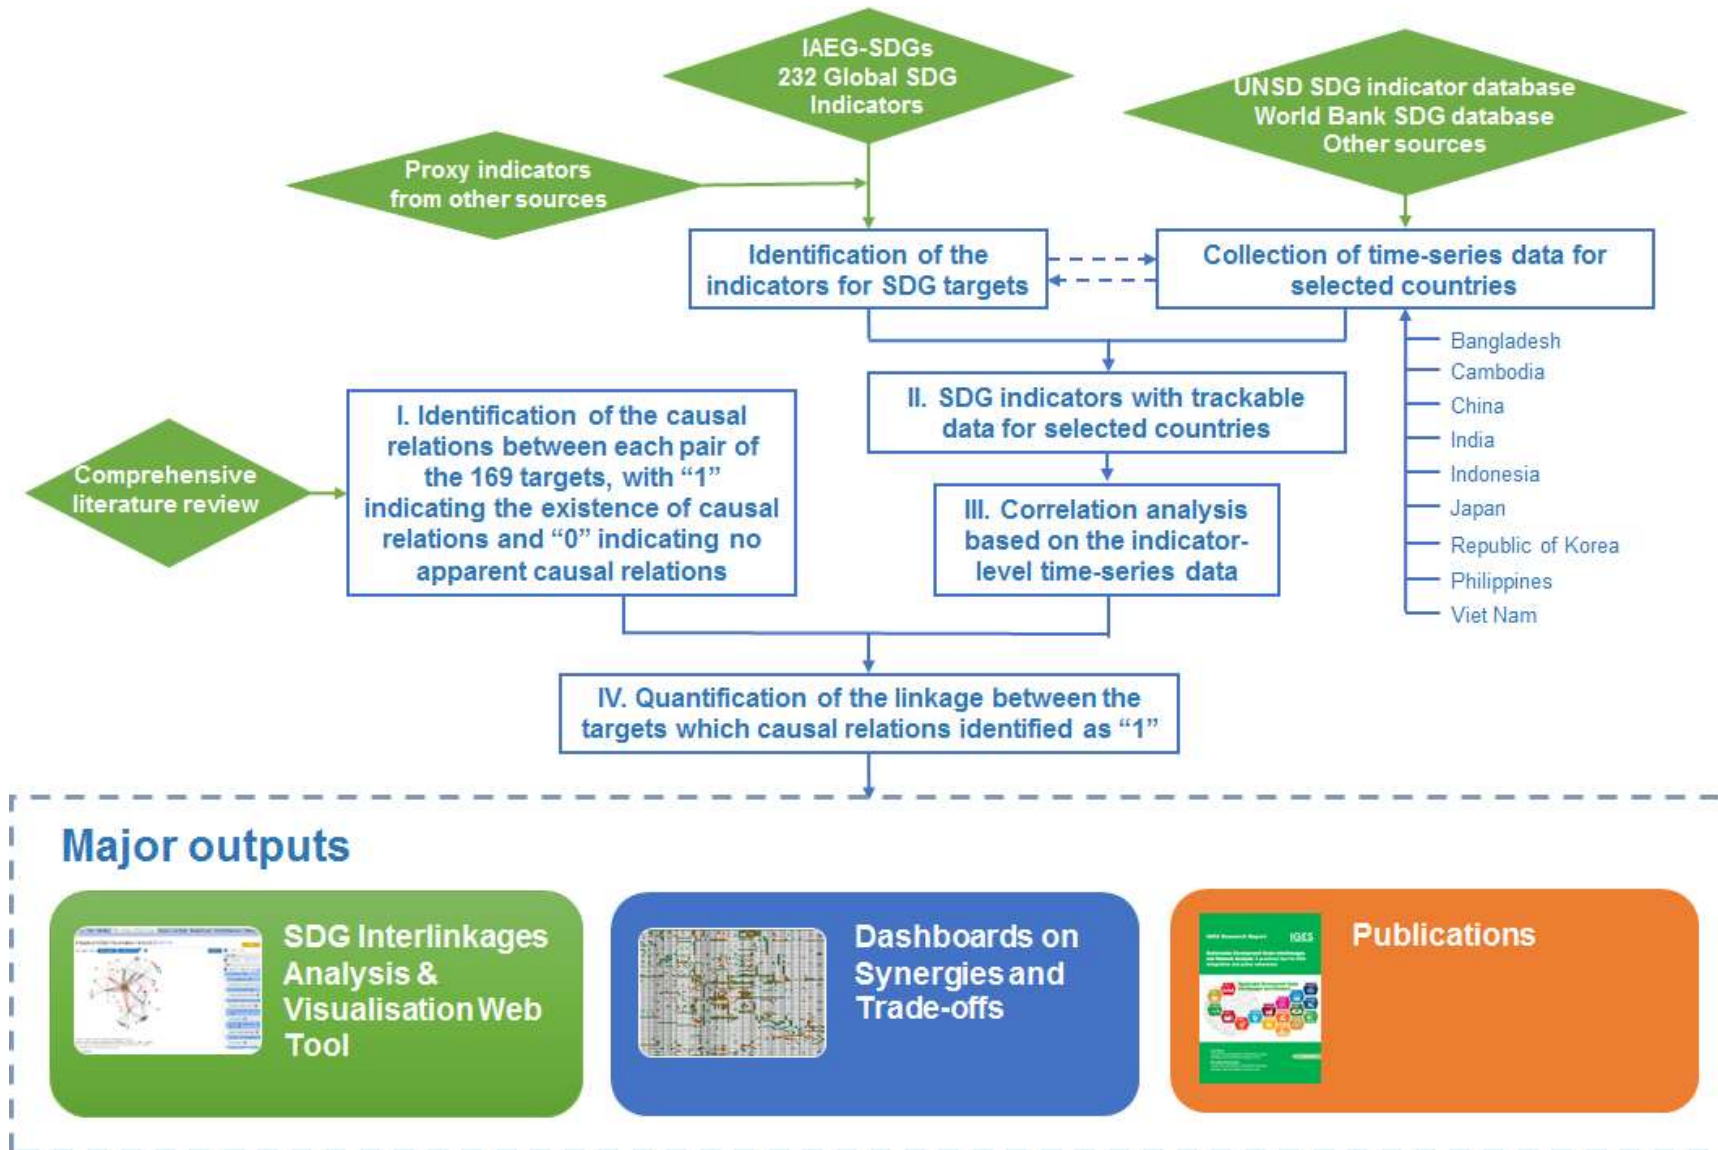 IAEG-SDGs
232 Global SDG
Indicators
UNSD SDG indicator database
World Bank SDG database
Other sources
Proxy indicators
from other sources
Identification of the
indicators for SDG targets
Collection of time-series data for
selected countries
Bangladesh
Cambodia
China
India
Indonesia
Japan
Republic of Korea
Philippines
Viet Nam
II. SDG indicators with trackable
data for selected countries
Comprehensive
literature review
I. Identification of the causal
relations between each pair of
the 169 targets, with “1”
indicating the existence of causal
relations and “0” indicating no
apparent causal relations
III. Correlation analysis
based on the indicator-
level time-series data
IV. Quantification of the linkage between the
targets which causal relations identified as “1”
Major outputs
SDG Interlinkages
Analysis &
Visualisation Web
Tool
Dashboards on
Synergies and
Trade-offs
IGES
Publications